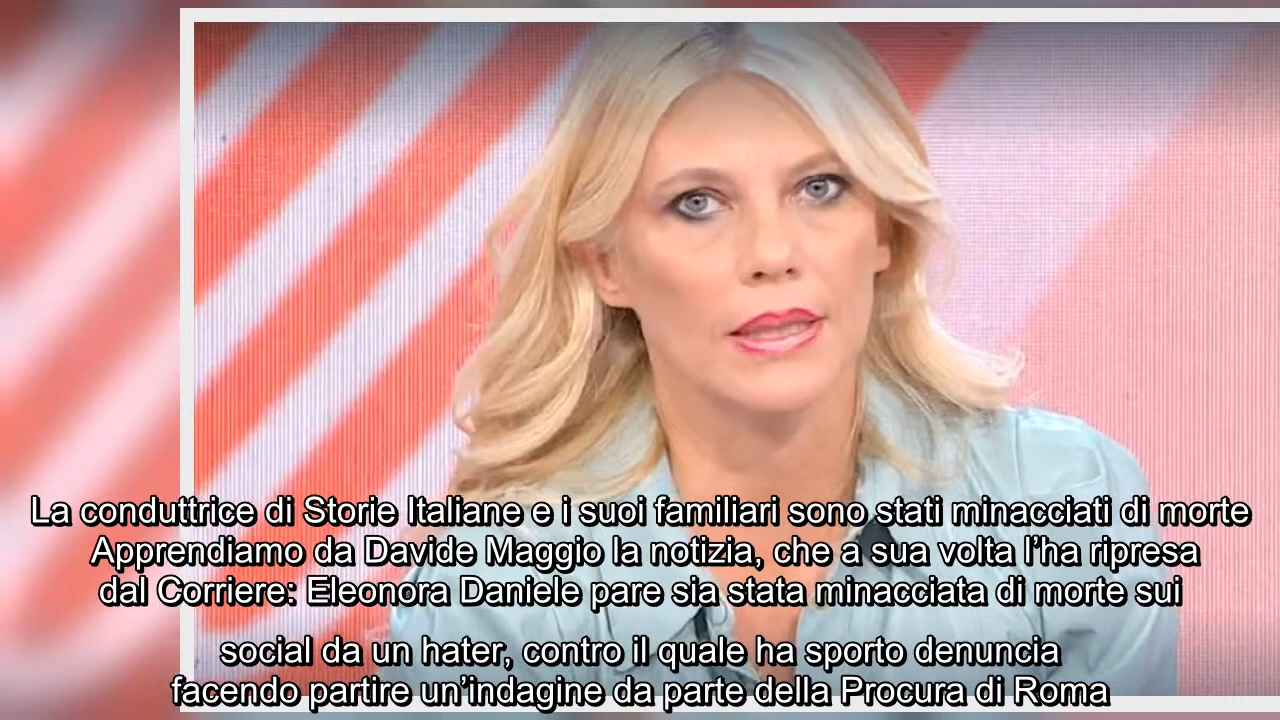 La conduttrice di Storie Italiane e i suoi familiari sono stati minacciati di morte
Apprendiamo da Davide Maggio la notizia, che a sua volta l’ha ripresa
dal Corriere: Eleonora Daniele pare sia stata minacciata di morte sui
social da un hater, contro il quale ha sporto denuncia
facendo partire un’indagine da parte della Procura di Roma